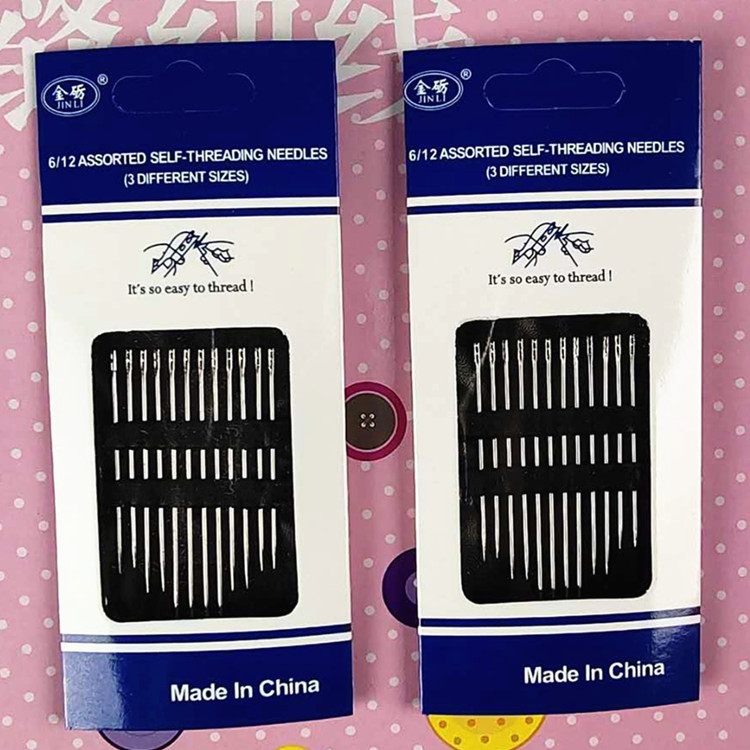 金砺
JINLI
®
6/12 ASSORTED SELF-THREADING NEEDLES
(3 DIFFERENT SIZES)
It's so easy to thread !
Made In China
金砺
JINLI
®
6/12 ASSORTED SELF-THREADING NEEDLES
(3 DIFFERENT SIZES)
It's so easy to thread !
Made In China